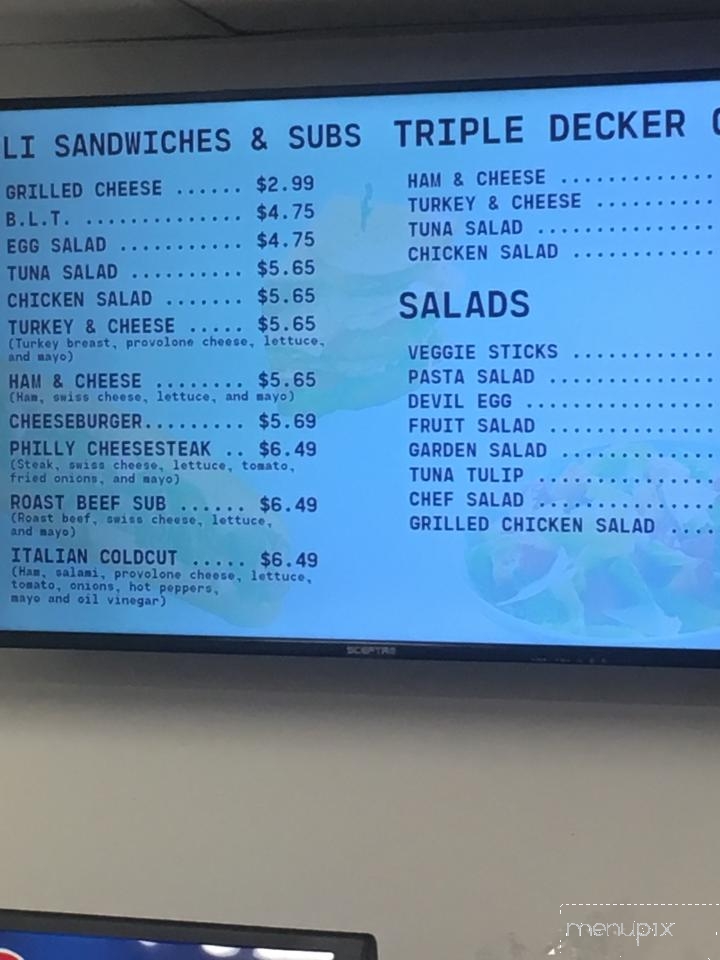 LI SANDWICHES & SUBS
GRILLED CHEESE ...... $2.99
B.L.T. ............. $4.75
EGG SALAD .......... $4.75
TUNA SALAD ......... $5.65
CHICKEN SALAD ...... $5.65
TURKEY & CHEESE ..... $5.65
(Turkey breast, provolone cheese, lettuce,
and mayo)
HAM & CHEESE ........ $5.65
(Ham, swiss cheese, lettuce, and mayo)
CHEESEBURGER......... $5.69
PHILLY CHEESESTEAK .. $6.49
(Steak, swiss cheese, lettuce, tomato,
fried onions, and mayo)
ROAST BEEF SUB ...... $6.49
(Roast beef, swiss cheese, lettuce,
and mayo)
ITALIAN COLDCUT ..... $6.49
(Ham, salami, provolone cheese, lettuce,
tomato, onions, hot peppers,
mayo and oil vinegar)
TRIPLE DECKER
HAM & CHEESE ............
TURKEY & CHEESE .........
TUNA SALAD ..............
CHICKEN SALAD ...........
SALADS
VEGGIE STICKS ...........
PASTA SALAD .............
DEVIL EGG ...............
FRUIT SALAD .............
GARDEN SALAD ............
TUNA TULIP ..............
CHEF SALAD ..............
GRILLED CHICKEN SALAD ....
SCEPTRE
menupix